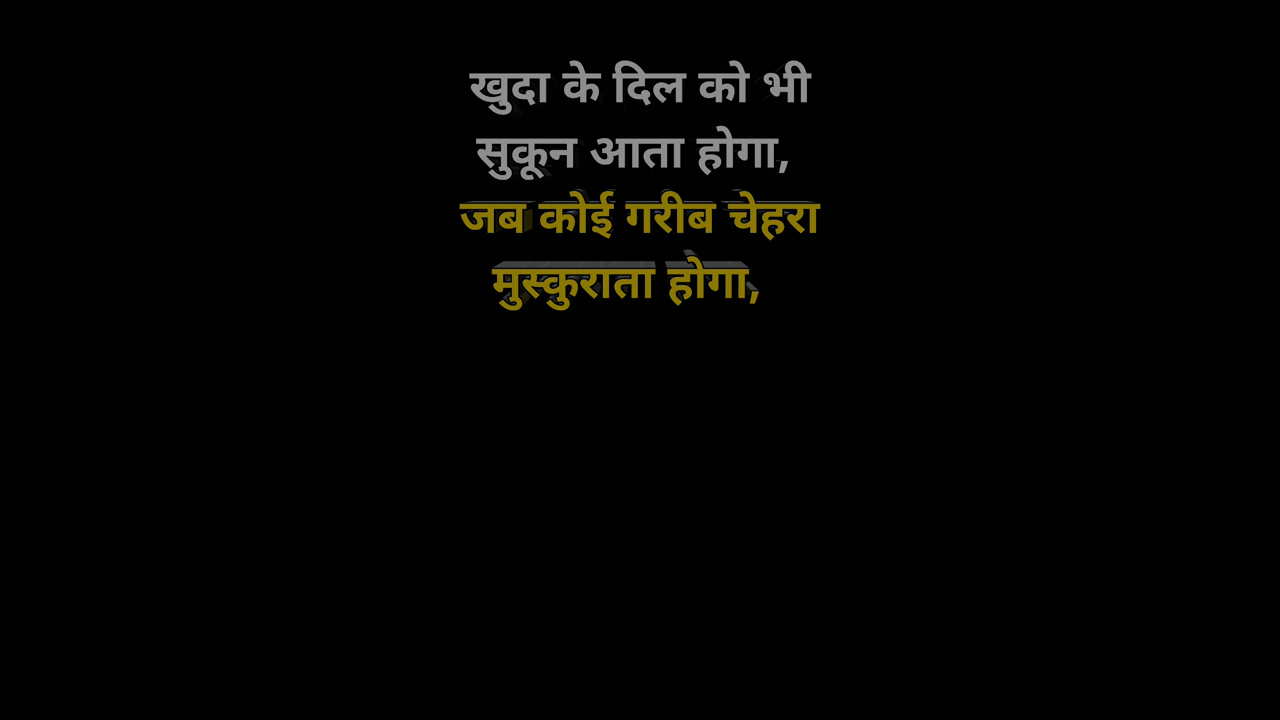 खुदा के दिल को भी
सुकून आता होगा,
जब कोई गरीब चेहरा
मुस्कुराता होगा,